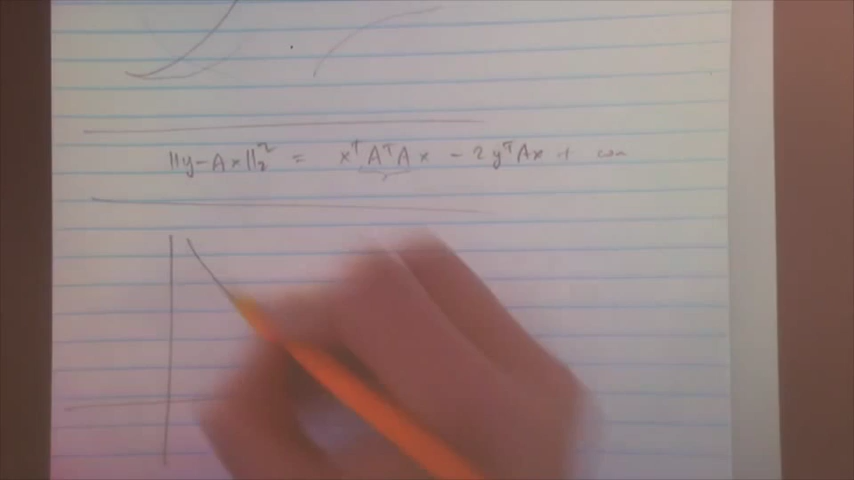 ‖y-Ax‖₂² = xᵀAᵀAx - 2yᵀAx +